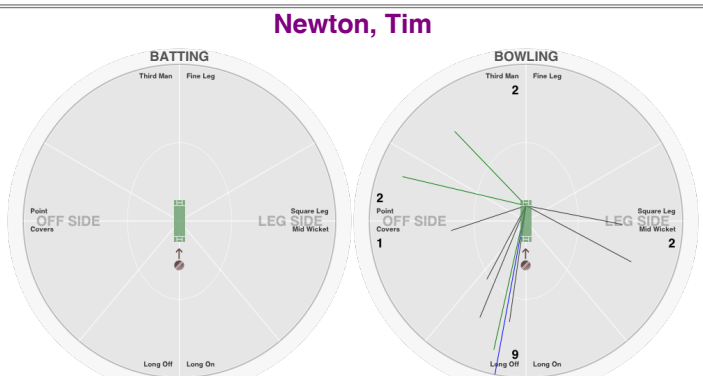 Newton, Tim
BATTING
Third Man Fine Leg
Point
OFF SIDE
Covers
Square Leg
LEG SIDE
Mid Wicket
Long Off Long On
BOWLING
Third Man Fine Leg
2
2
Point
OFF SIDE
Covers
1
Square Leg
LEG SIDE
Mid Wicket
2
9
Long Off Long On